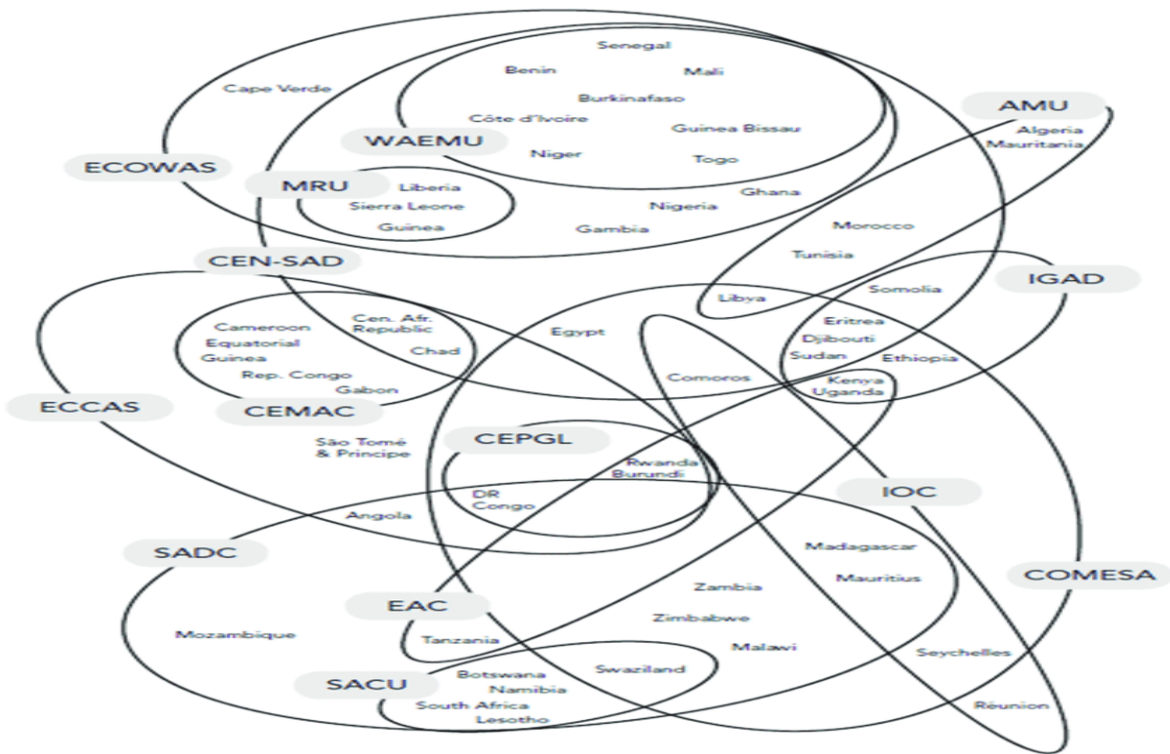 Senegal
Benin
Mali
Cape Verde
Burkinafaso
AMU
Côte d'Ivoire
Guinea Bissau
Algeria
WAEMU
Mauritania
Niger
Togo
ECOWAS
MRU
Liberia
Ghana
Sierra Leone
Nigeria
Guinea
Gambia
Morocco
Tunisia
CEN-SAD
IGAD
Somolia
Libya
Cameroon
Cen. Afr.
Republic
Egypt
Eritrea
Equatorial
Guinea
Chad
Djibouti
Sudan
Ethiopia
Rep. Congo
Gabon
Comoros
Kenya
Uganda
ECCAS
CEMAC
São Tomé
& Principe
CEPGL
Rwanda
Burundi
DR
Congo
IOC
Angola
SADC
Madagascar
Mauritius
COMESA
Zambia
EAC
Zimbabwe
Mozambique
Tanzania
Malawi
Seychelles
SACU
Botswana
Swaziland
Namibia
South Africa
Lesotho
Réunion